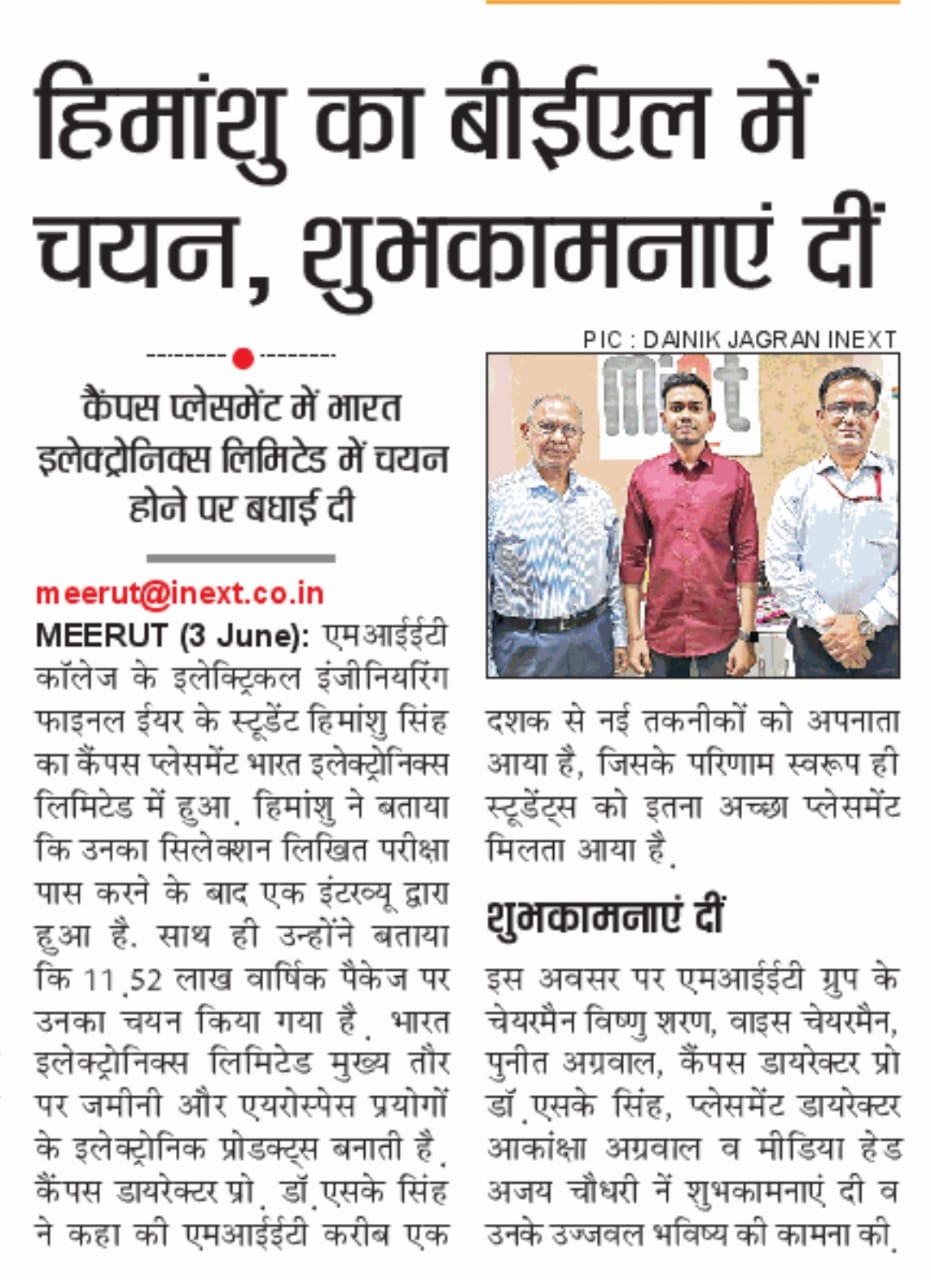 हिमांशु का बीईएल में
चयन, शुभकामनाएं दीं
कैंपस प्लेसमेंट में भारत
इलेक्ट्रोनिक्स लिमिटेड में चयन
होने पर बधाई दी
meerut@inext.co.in
MEERUT (3 June): एमआईईटी
कॉलेज के इलेक्ट्रिकल इंजीनियरिंग
फाइनल ईयर के स्टूडेंट हिमांशु सिंह
का कैंपस प्लेसमेंट भारत इलेक्ट्रोनिक्स
लिमिटेड में हुआ. हिमांशु ने बताया
कि उनका सिलेक्शन लिखित परीक्षा
पास करने के बाद एक इंटरव्यू द्वारा
हुआ है. साथ ही उन्होंने बताया
कि 11.52 लाख वार्षिक पैकेज पर
उनका चयन किया गया है. भारत
इलेक्ट्रोनिक्स लिमिटेड मुख्य तौर
पर जमीनी और एयरोस्पेस प्रयोगों
के इलेक्ट्रोनिक प्रोडक्ट्स बनाती है.
कैंपस डायरेक्टर प्रो. डॉ.एसके सिंह
ने कहा की एमआईईटी करीब एक
PIC : DAINIK JAGRAN INEXT
miet
दशक से नई तकनीकों को अपनाता
आया है, जिसके परिणाम स्वरूप ही
स्टूडेंट्स को इतना अच्छा प्लेसमेंट
मिलता आया है.
शुभकामनाएं दीं
इस अवसर पर एमआईईटी ग्रुप के
चेयरमैन विष्णु शरण, वाइस चेयरमैन,
पुनीत अग्रवाल, कैंपस डायरेक्टर प्रो
डॉ.एसके सिंह, प्लेसमेंट डायरेक्टर
आकांक्षा अग्रवाल व मीडिया हेड
अजय चौधरी नें शुभकामनाएं दी व
उनके उज्जवल भविष्य की कामना की.